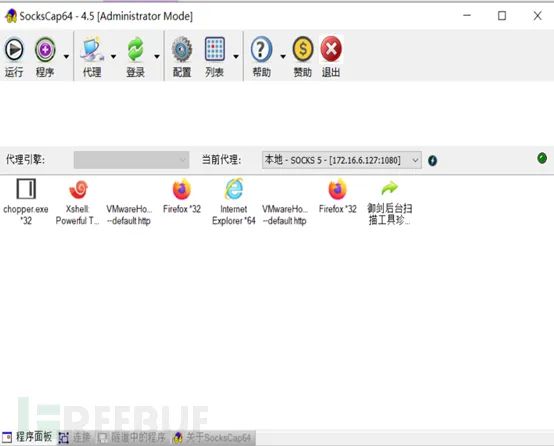 SocksCap64 - 4.5 [Administrator Mode]
运行 程序 代理 登录 配置 列表 帮助 赞助 退出
代理引擎: 当前代理: 本地 - SOCKS 5 - [172.16.6.127:1080]
chopper.exe Xshell: VMwareHo... Firefox *32 Internet VMwareHo... Firefox *32 御剑后台扫
*32 Powerful T... --default http Explorer *64 --default http 描工具珍...
REEBUF
程序面板 连接 隧道中的程序 关于SocksCap64